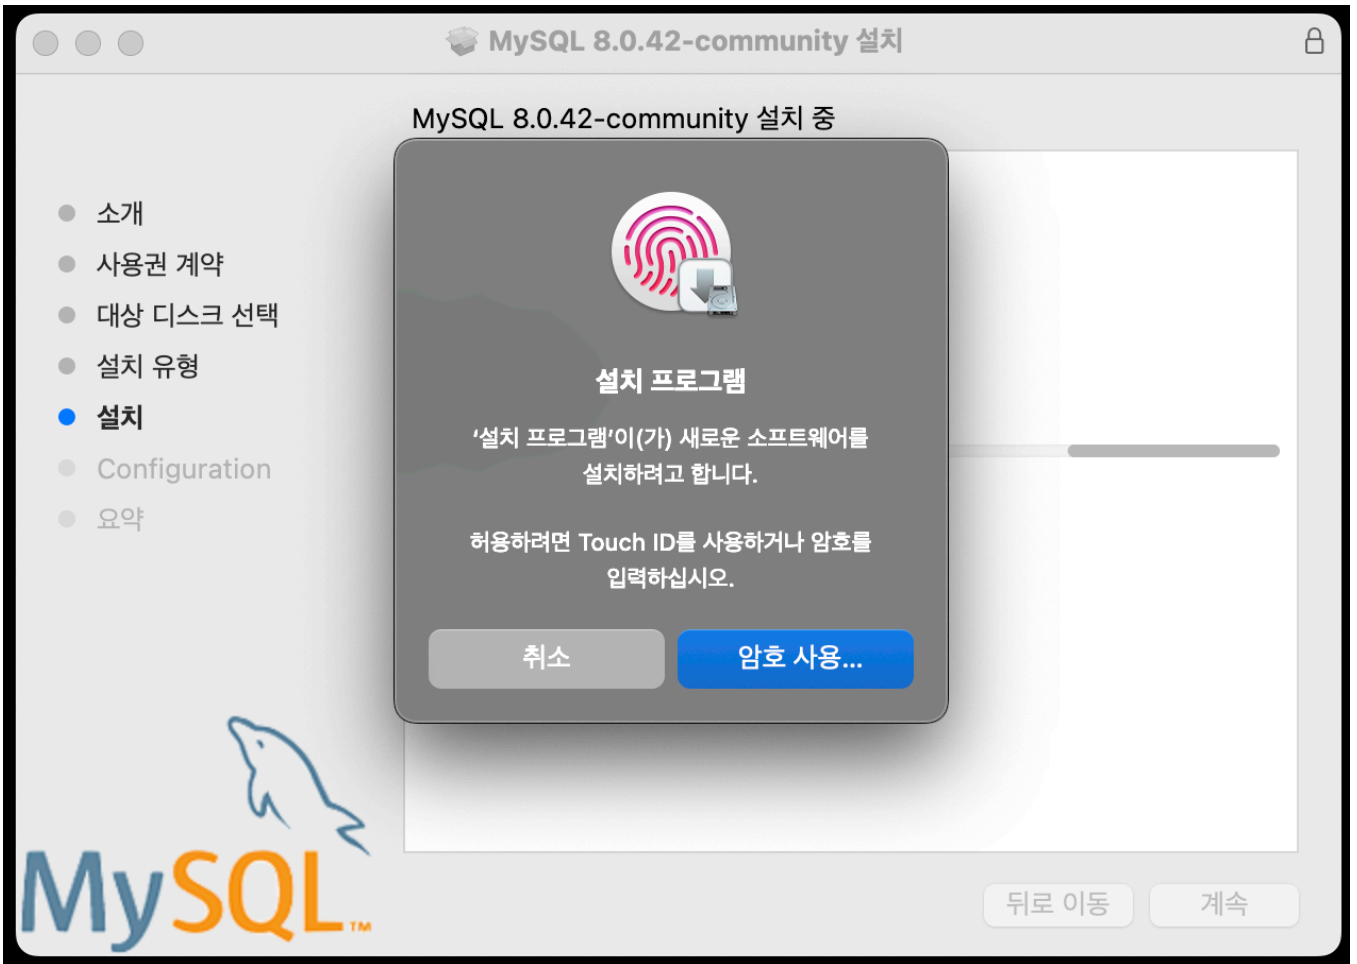 MySQL 8.0.42-community 설치
MySQL 8.0.42-community 설치 중
소개
사용권 계약
대상 디스크 선택
설치 유형
설치
Configuration
요약
설치 프로그램
‘설치 프로그램’이(가) 새로운 소프트웨어를
설치하려고 합니다.
허용하려면 Touch ID를 사용하거나 암호를
입력하십시오.
취소
암호 사용...
MySQL™
뒤로 이동
계속